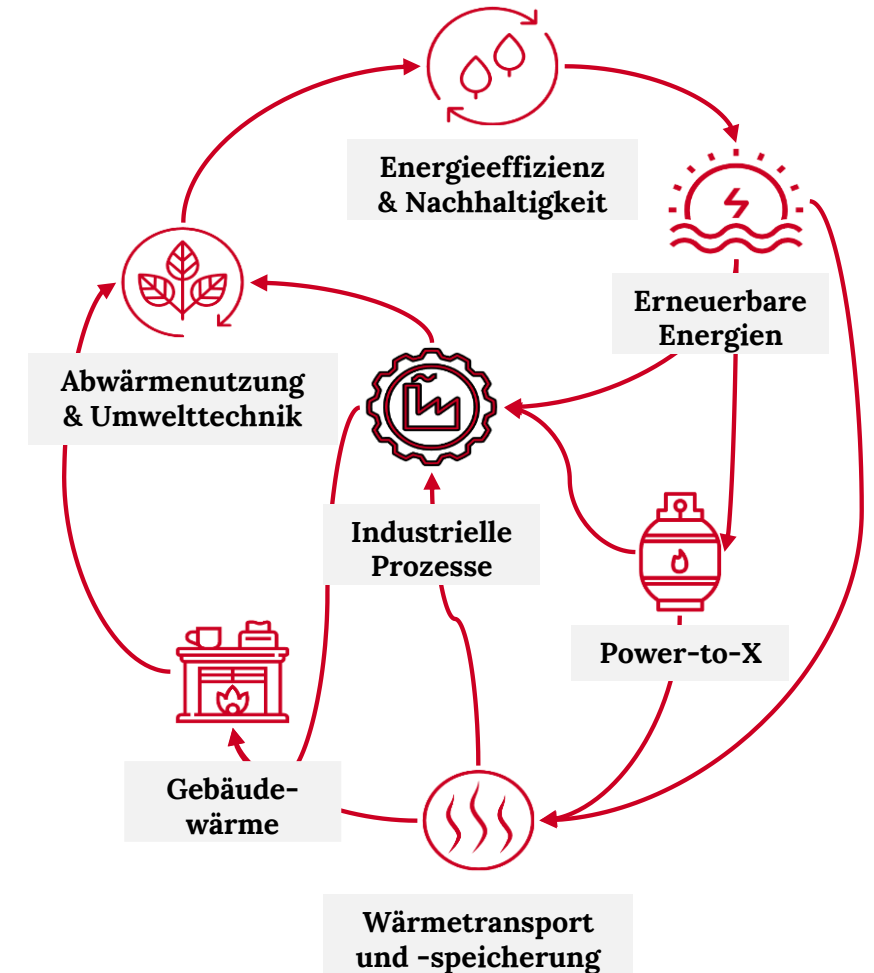 Energieeffizienz
& Nachhaltigkeit
Erneuerbare
Energien
Abwärmenutzung
& Umwelttechnik
Industrielle
Prozesse
Power-to-X
Gebäude-
wärme
Wärmetransport
und -speicherung